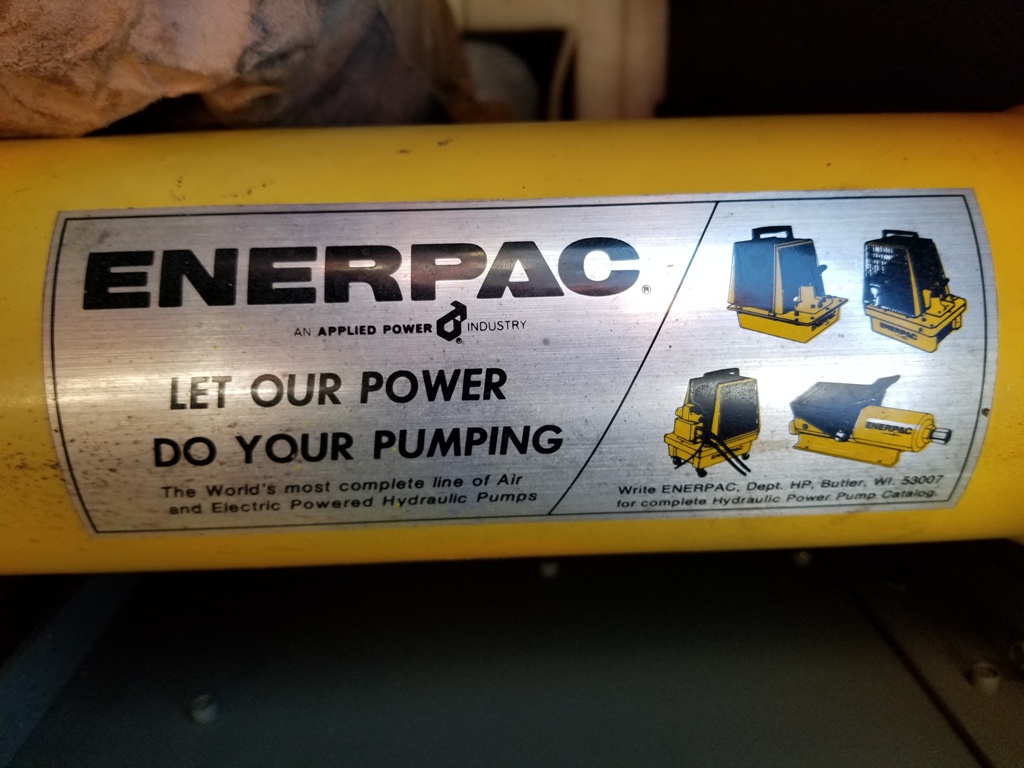 ENERPAC®
AN APPLIED POWER INDUSTRY
®
LET OUR POWER
DO YOUR PUMPING
The World's most complete line of Air
and Electric Powered Hydraulic Pumps
ENERPAC
ENERPAC
Write ENERPAC, Dept. HP, Butler, WI. 53007
for complete Hydraulic Power Pump Catalog.